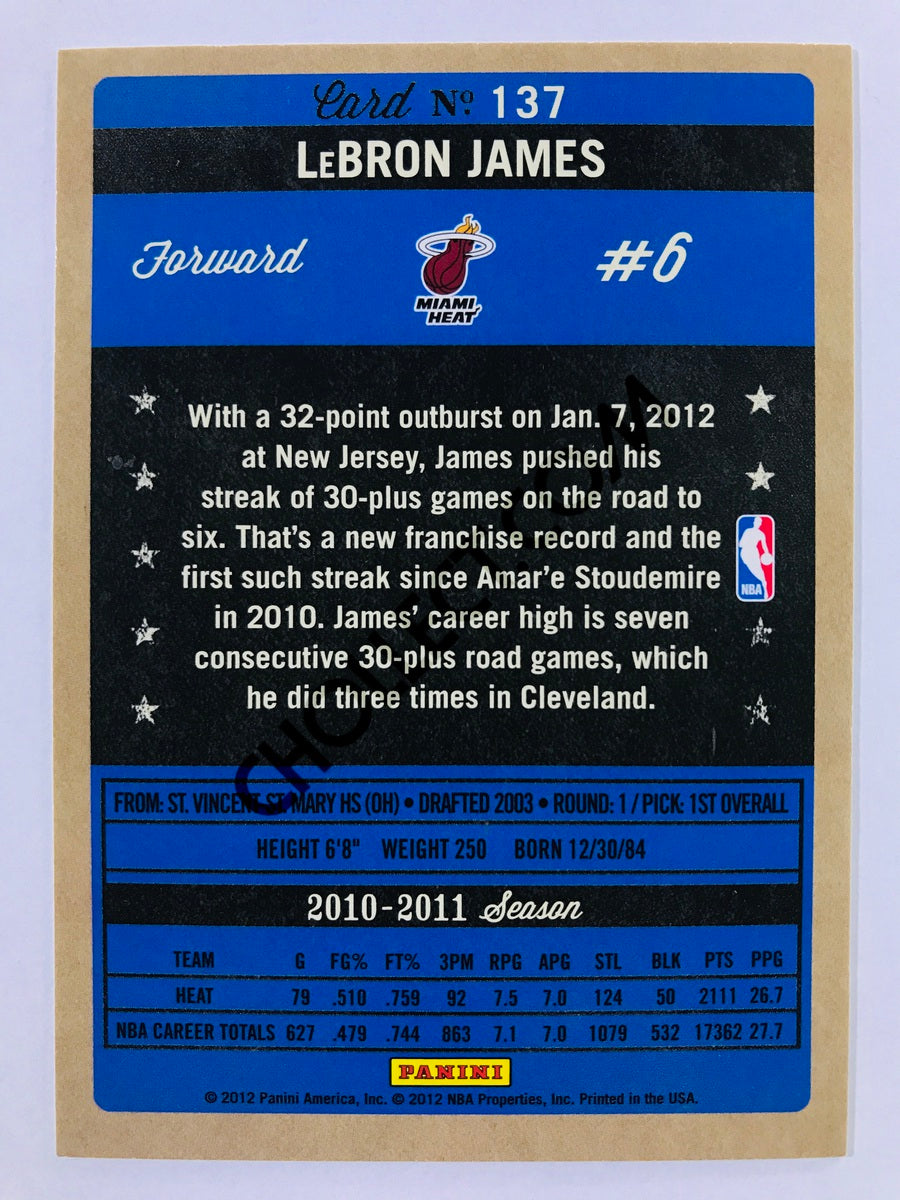 Card Nº 137
LeBRON JAMES
Forward
#6
MIAMI
HEAT
With a 32-point outburst on Jan. 7, 2012
at New Jersey, James pushed his
streak of 30-plus games on the road to
six. That's a new franchise record and the
first such streak since Amar'e Stoudemire
in 2010. James' career high is seven
consecutive 30-plus road games, which
he did three times in Cleveland.
NBA
CHOLLECT.COM
FROM: ST. VINCENT ST. MARY HS (OH) • DRAFTED 2003 • ROUND: 1 / PICK: 1ST OVERALL
HEIGHT 6'8" WEIGHT 250 BORN 12/30/84
2010-2011 Season
TEAM G FG% FT% 3PM RPG APG STL BLK PTS PPG
HEAT 79 .510 .759 92 7.5 7.0 124 50 2111 26.7
NBA CAREER TOTALS 627 .479 .744 863 7.1 7.0 1079 532 17362 27.7
PANINI
© 2012 Panini America, Inc. © 2012 NBA Properties, Inc. Printed in the USA.